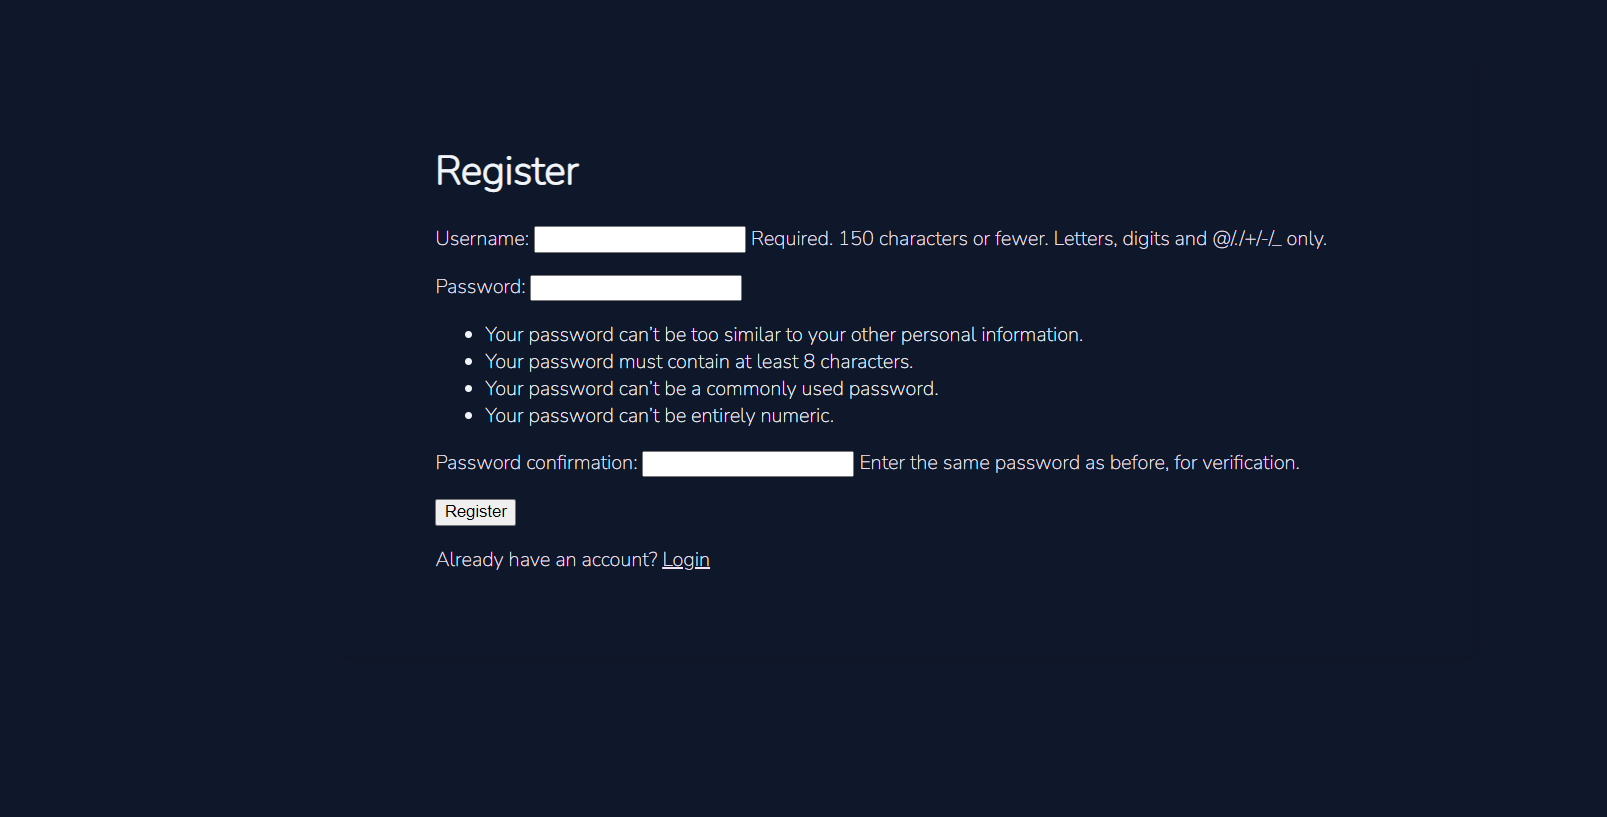 Register
Username: Required. 150 characters or fewer. Letters, digits and @/./+/-/_ only.
Password:
Your password can’t be too similar to your other personal information.
Your password must contain at least 8 characters.
Your password can’t be a commonly used password.
Your password can’t be entirely numeric.
Password confirmation: Enter the same password as before, for verification.
Register
Already have an account? Login